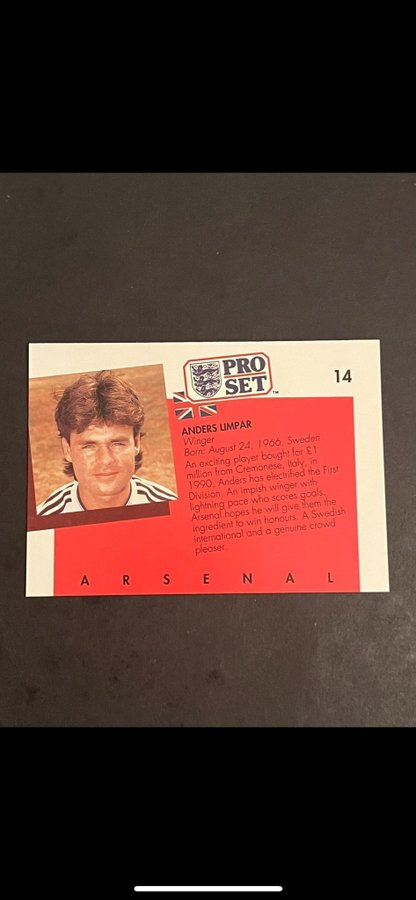 PRO
SET™
14
ANDERS LIMPAR
Winger
Born: August 24, 1966, Sweden
An exciting player bought for £1
million from Cremonese, Italy, in
1990, Anders has electrified the First
Division. An impish winger with
lightning pace who scores goals,
Arsenal hopes he will give them the
ingredient to win honours. A Swedish
international and a genuine crowd
pleaser.
ARSENAL